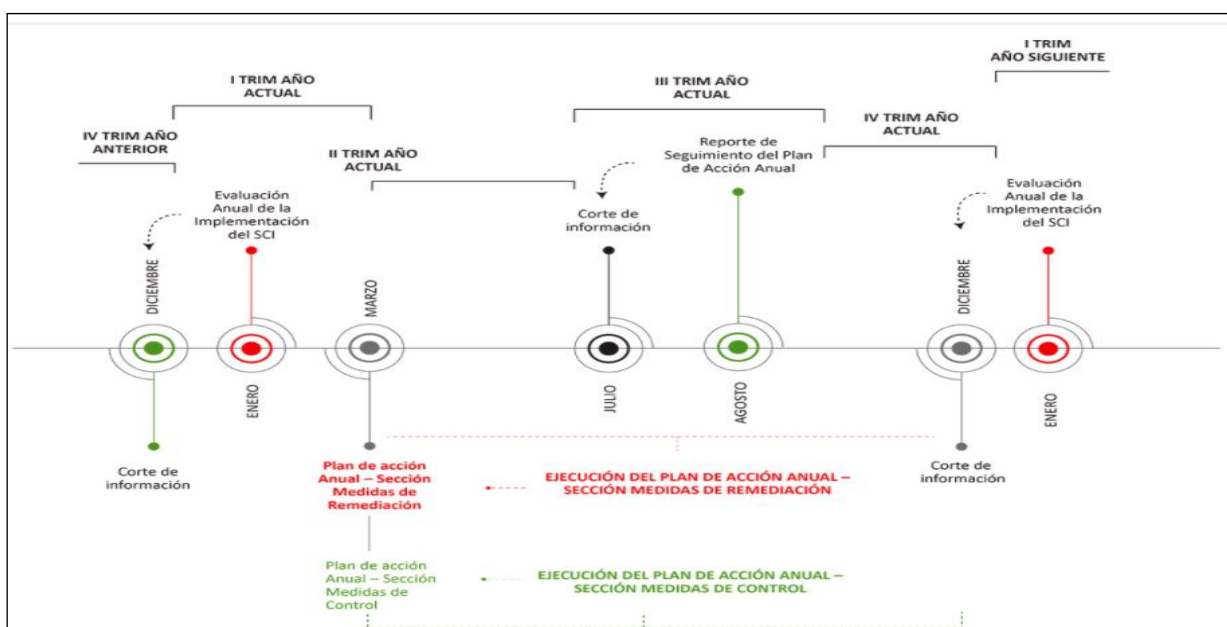 I TRIM
AÑO SIGUIENTE
I TRIM AÑO
ACTUAL
III TRIM AÑO
ACTUAL
IV TRIM AÑO
ANTERIOR
II TRIM AÑO
ACTUAL
Reporte de
Seguimiento del Plan
de Acción Anual
IV TRIM AÑO
ACTUAL
Evaluación
Anual de la
Implementación
del SCI
Corte de
información
Evaluación
Anual de la
Implementación
del SCI
DICIEMBRE
ENERO
MARZO
JULIO
AGOSTO
DICIEMBRE
ENERO
Corte de
información
Plan de acción
Anual – Sección
Medidas de
Remediación
EJECUCIÓN DEL PLAN DE ACCIÓN ANUAL –
SECCIÓN MEDIDAS DE REMEDIACIÓN
Corte de
información
Plan de acción
Anual – Sección
Medidas de
Control
EJECUCIÓN DEL PLAN DE ACCIÓN ANUAL –
SECCIÓN MEDIDAS DE CONTROL